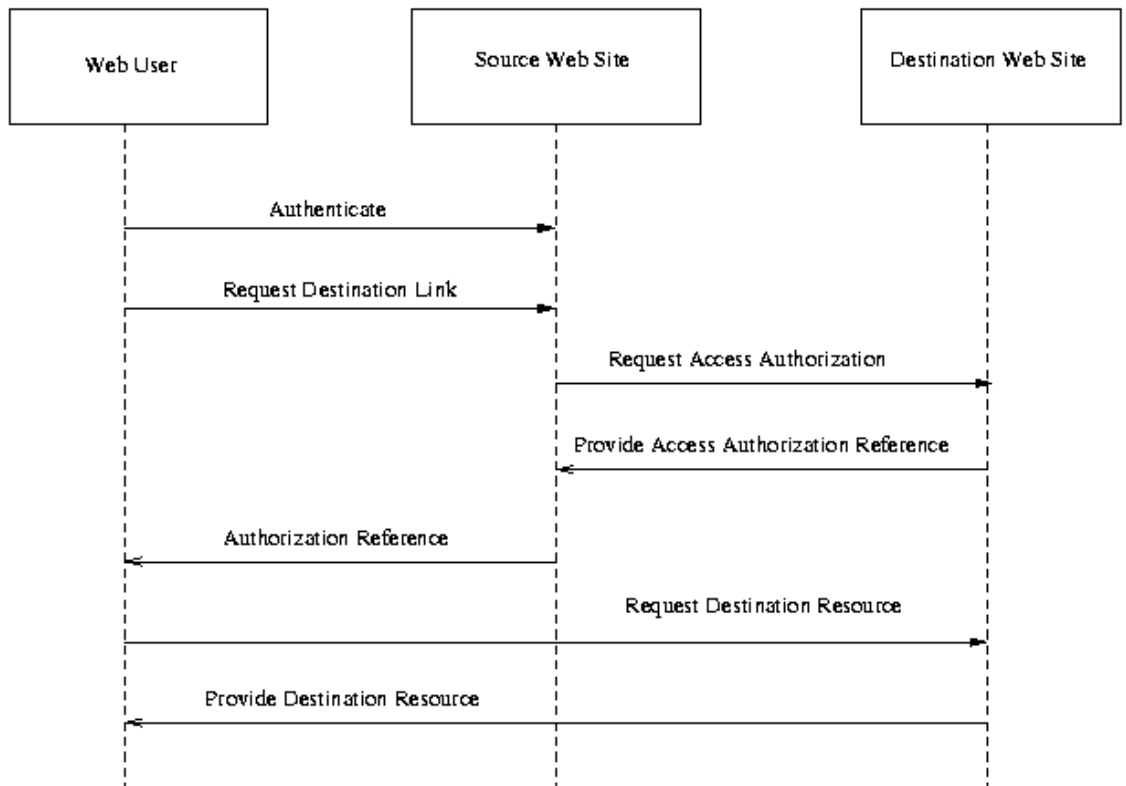 Web User
Source Web Site
Destination Web Site
Authenticate
Request Destination Link
Request Access Authorization
Provide Access Authorization Reference
Authorization Reference
Request Destination Resource
Provide Destination Resource